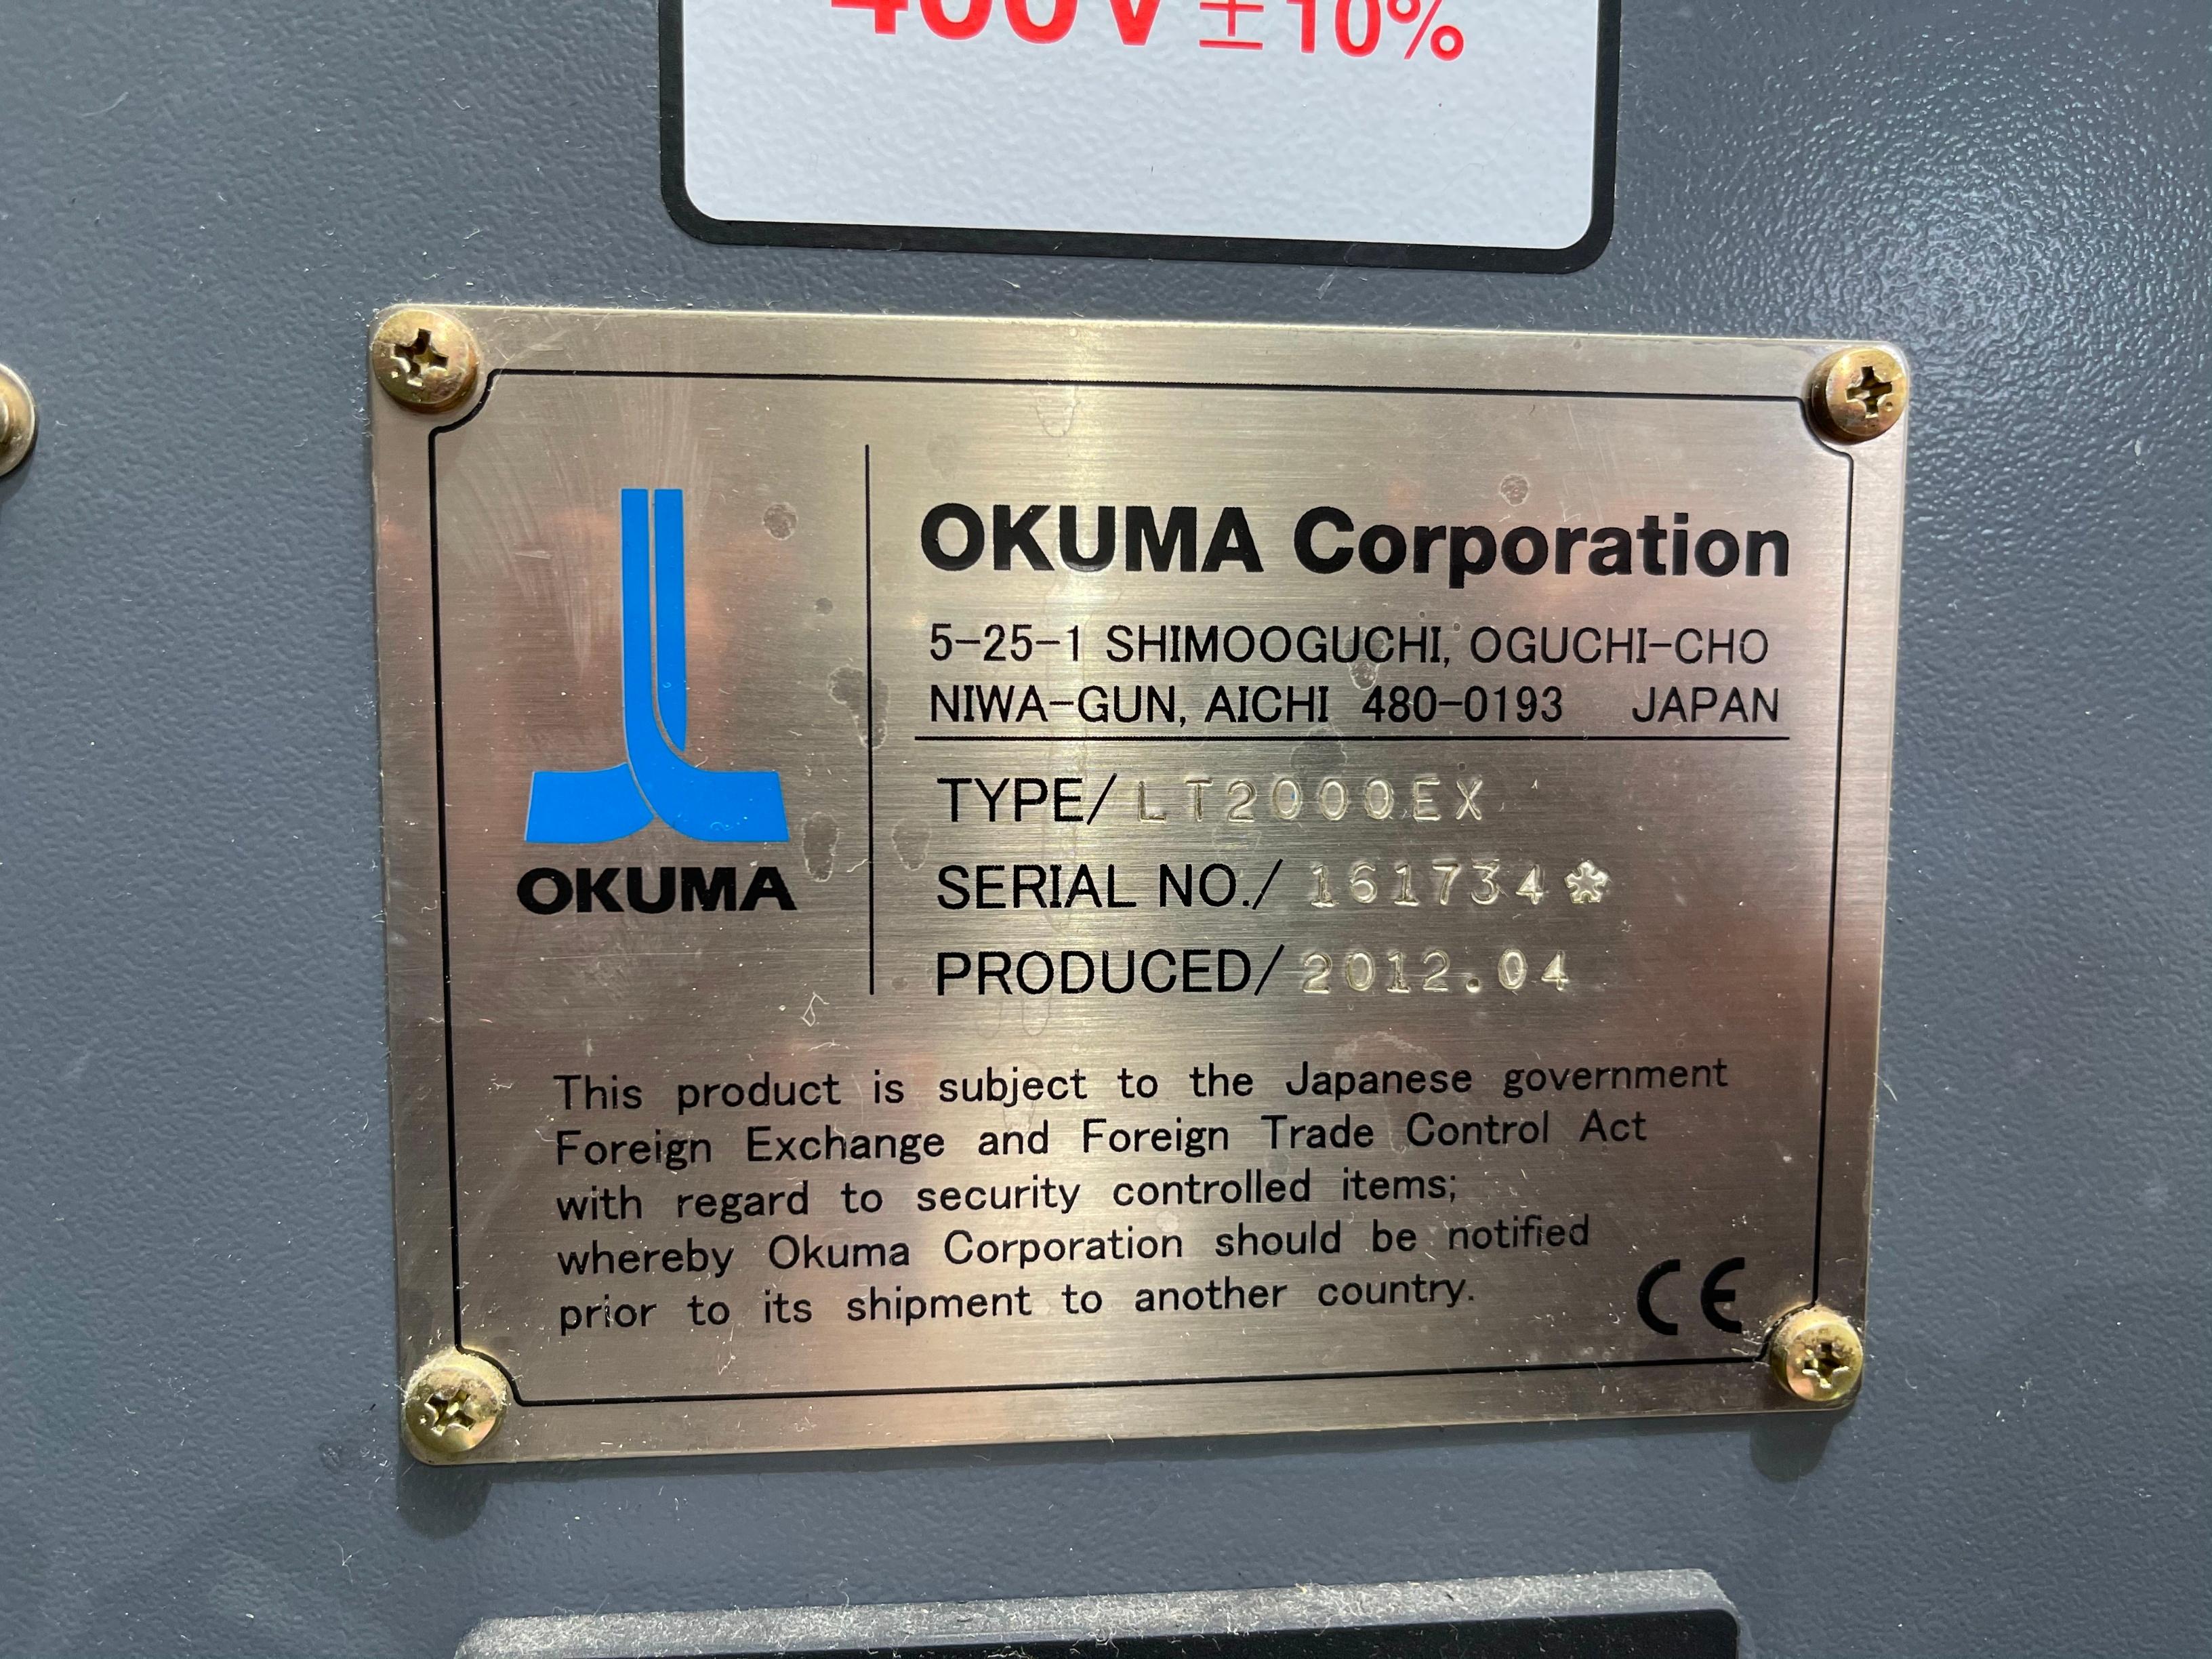 400V ±10%
OKUMA
OKUMA Corporation
5-25-1 SHIMOOGUCHI, OGUCHI-CHO
NIWA-GUN, AICHI 480-0193 JAPAN
TYPE/ LT2000EX
SERIAL NO./ 161734*
PRODUCED/ 2012.04
This product is subject to the Japanese government
Foreign Exchange and Foreign Trade Control Act
with regard to security controlled items;
whereby Okuma Corporation should be notified
prior to its shipment to another country.
CE